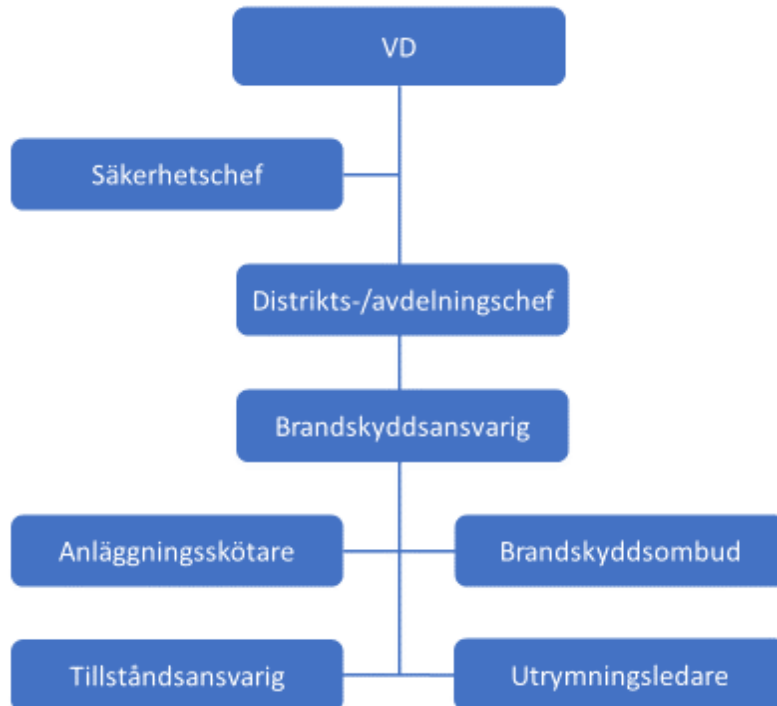 VD
Säkerhetschef
Distrikts-/avdelningschef
Brandskyddsansvarig
Anläggningsskötare
Brandskyddsombud
Tillståndsansvarig
Utrymningsledare